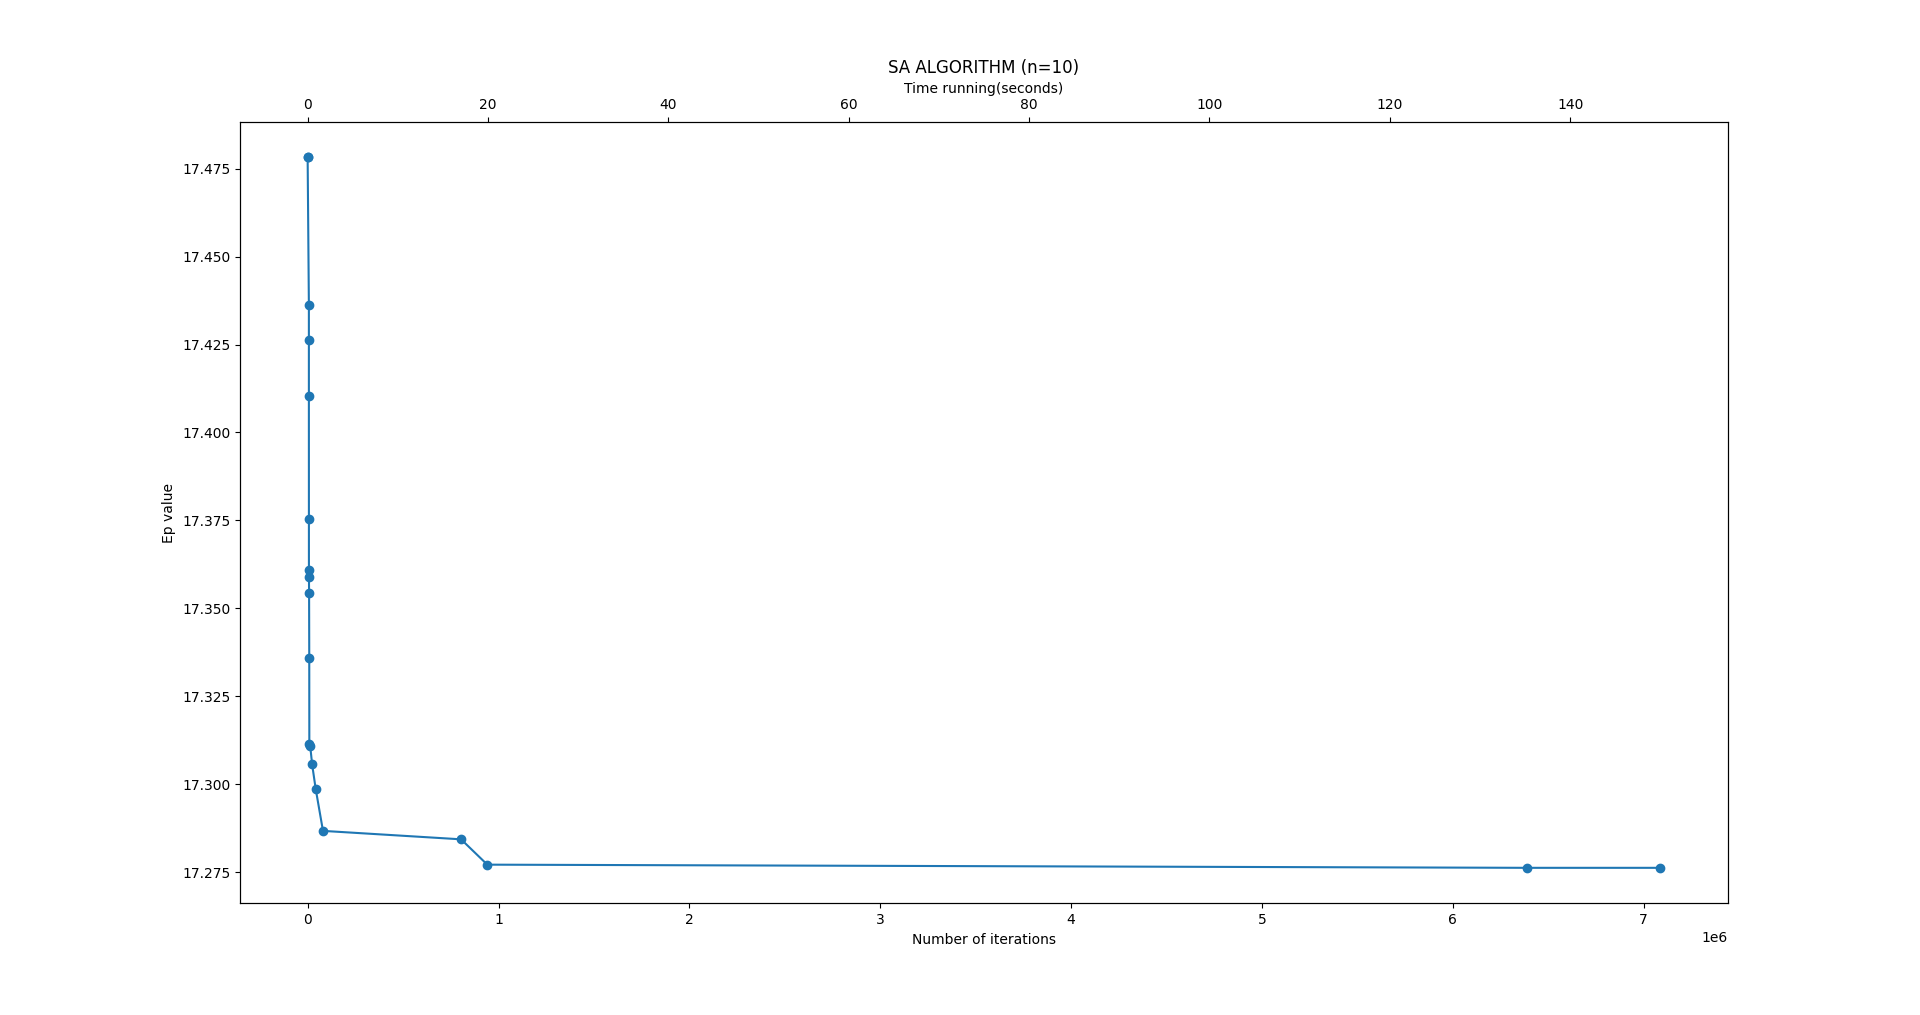 SA ALGORITHM (n=10)
Time running(seconds)
0 20 40 60 80 100 120 140
17.475
17.450
17.425
17.400
17.375
17.350
17.325
17.300
17.275
Ep value
0 1 2 3 4 5 6 7
Number of iterations
1e6